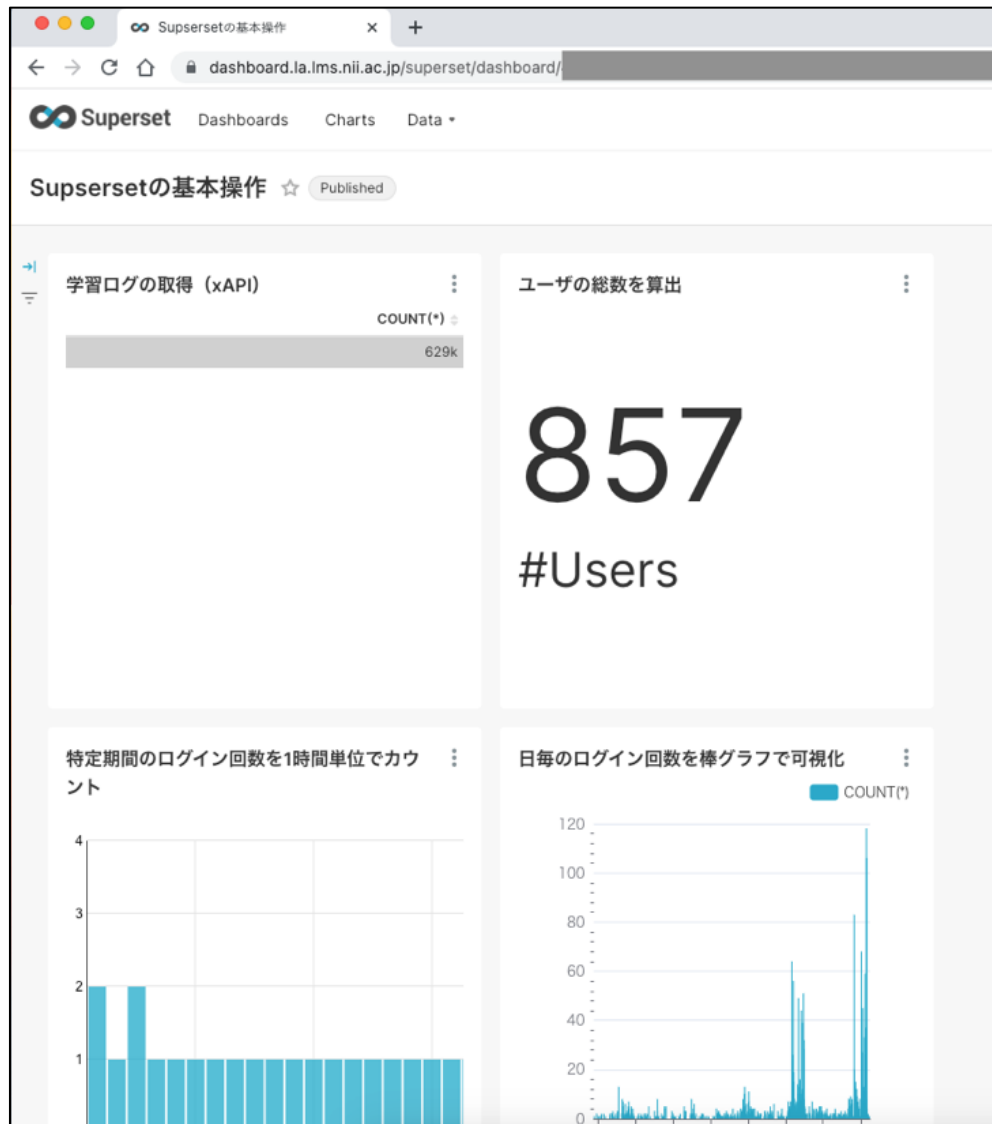 Supsersetの基本操作
dashboard.la.lms.nii.ac.jp/superset/dashboard/
Superset Dashboards Charts Data
Supsersetの基本操作 Published
学習ログの取得（xAPI）
COUNT(*)
629k
ユーザの総数を算出
857
#Users
特定期間のログイン回数を1時間単位でカウ
ント
4
3
2
1
日毎のログイン回数を棒グラフで可視化
COUNT(*)
120
100
80
60
40
20
0